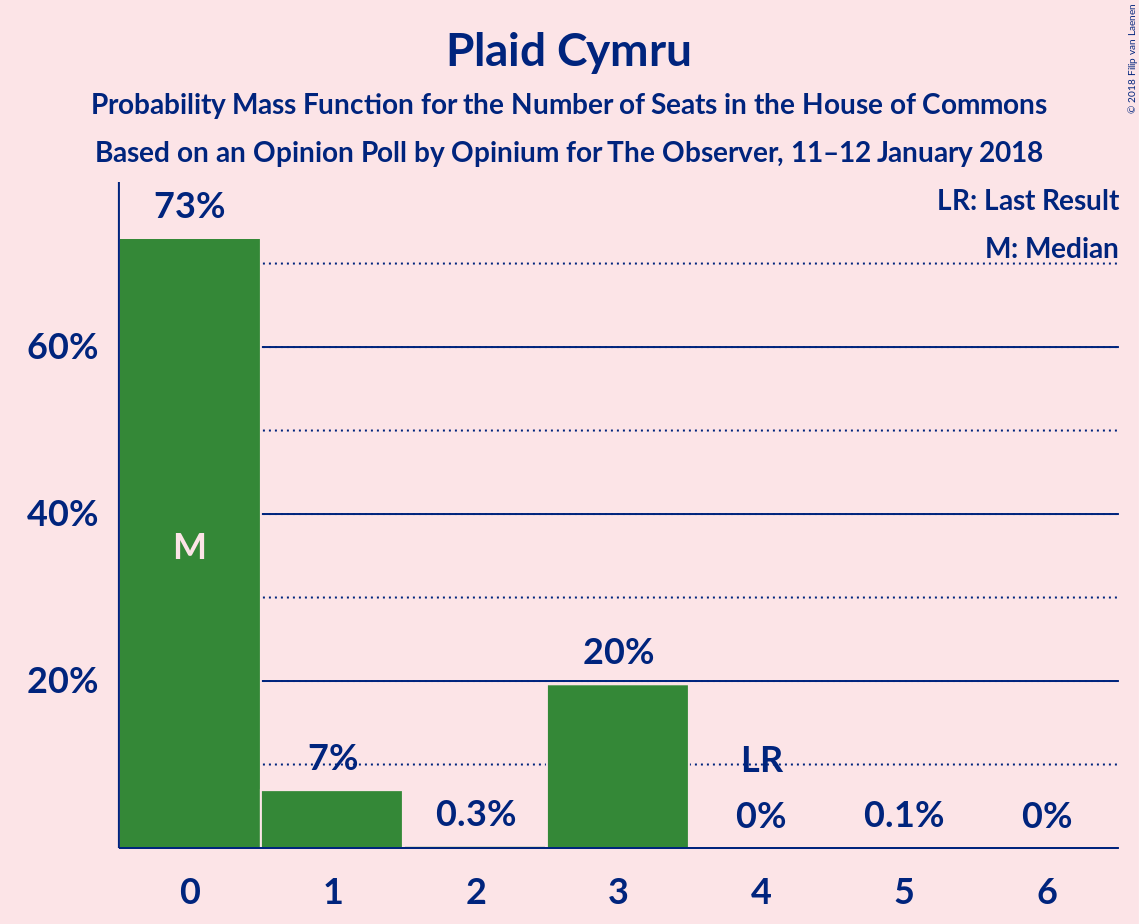 Plaid Cymru
Probability Mass Function for the Number of Seats in the House of Commons
Based on an Opinion Poll by Opinium for The Observer, 11–12 January 2018
© 2018 Filip van Laenen
LR: Last Result
M: Median
73%
60%
40%
20%
M
7%
0.3%
20%
LR
0%
0.1%
0%
0 1 2 3 4 5 6